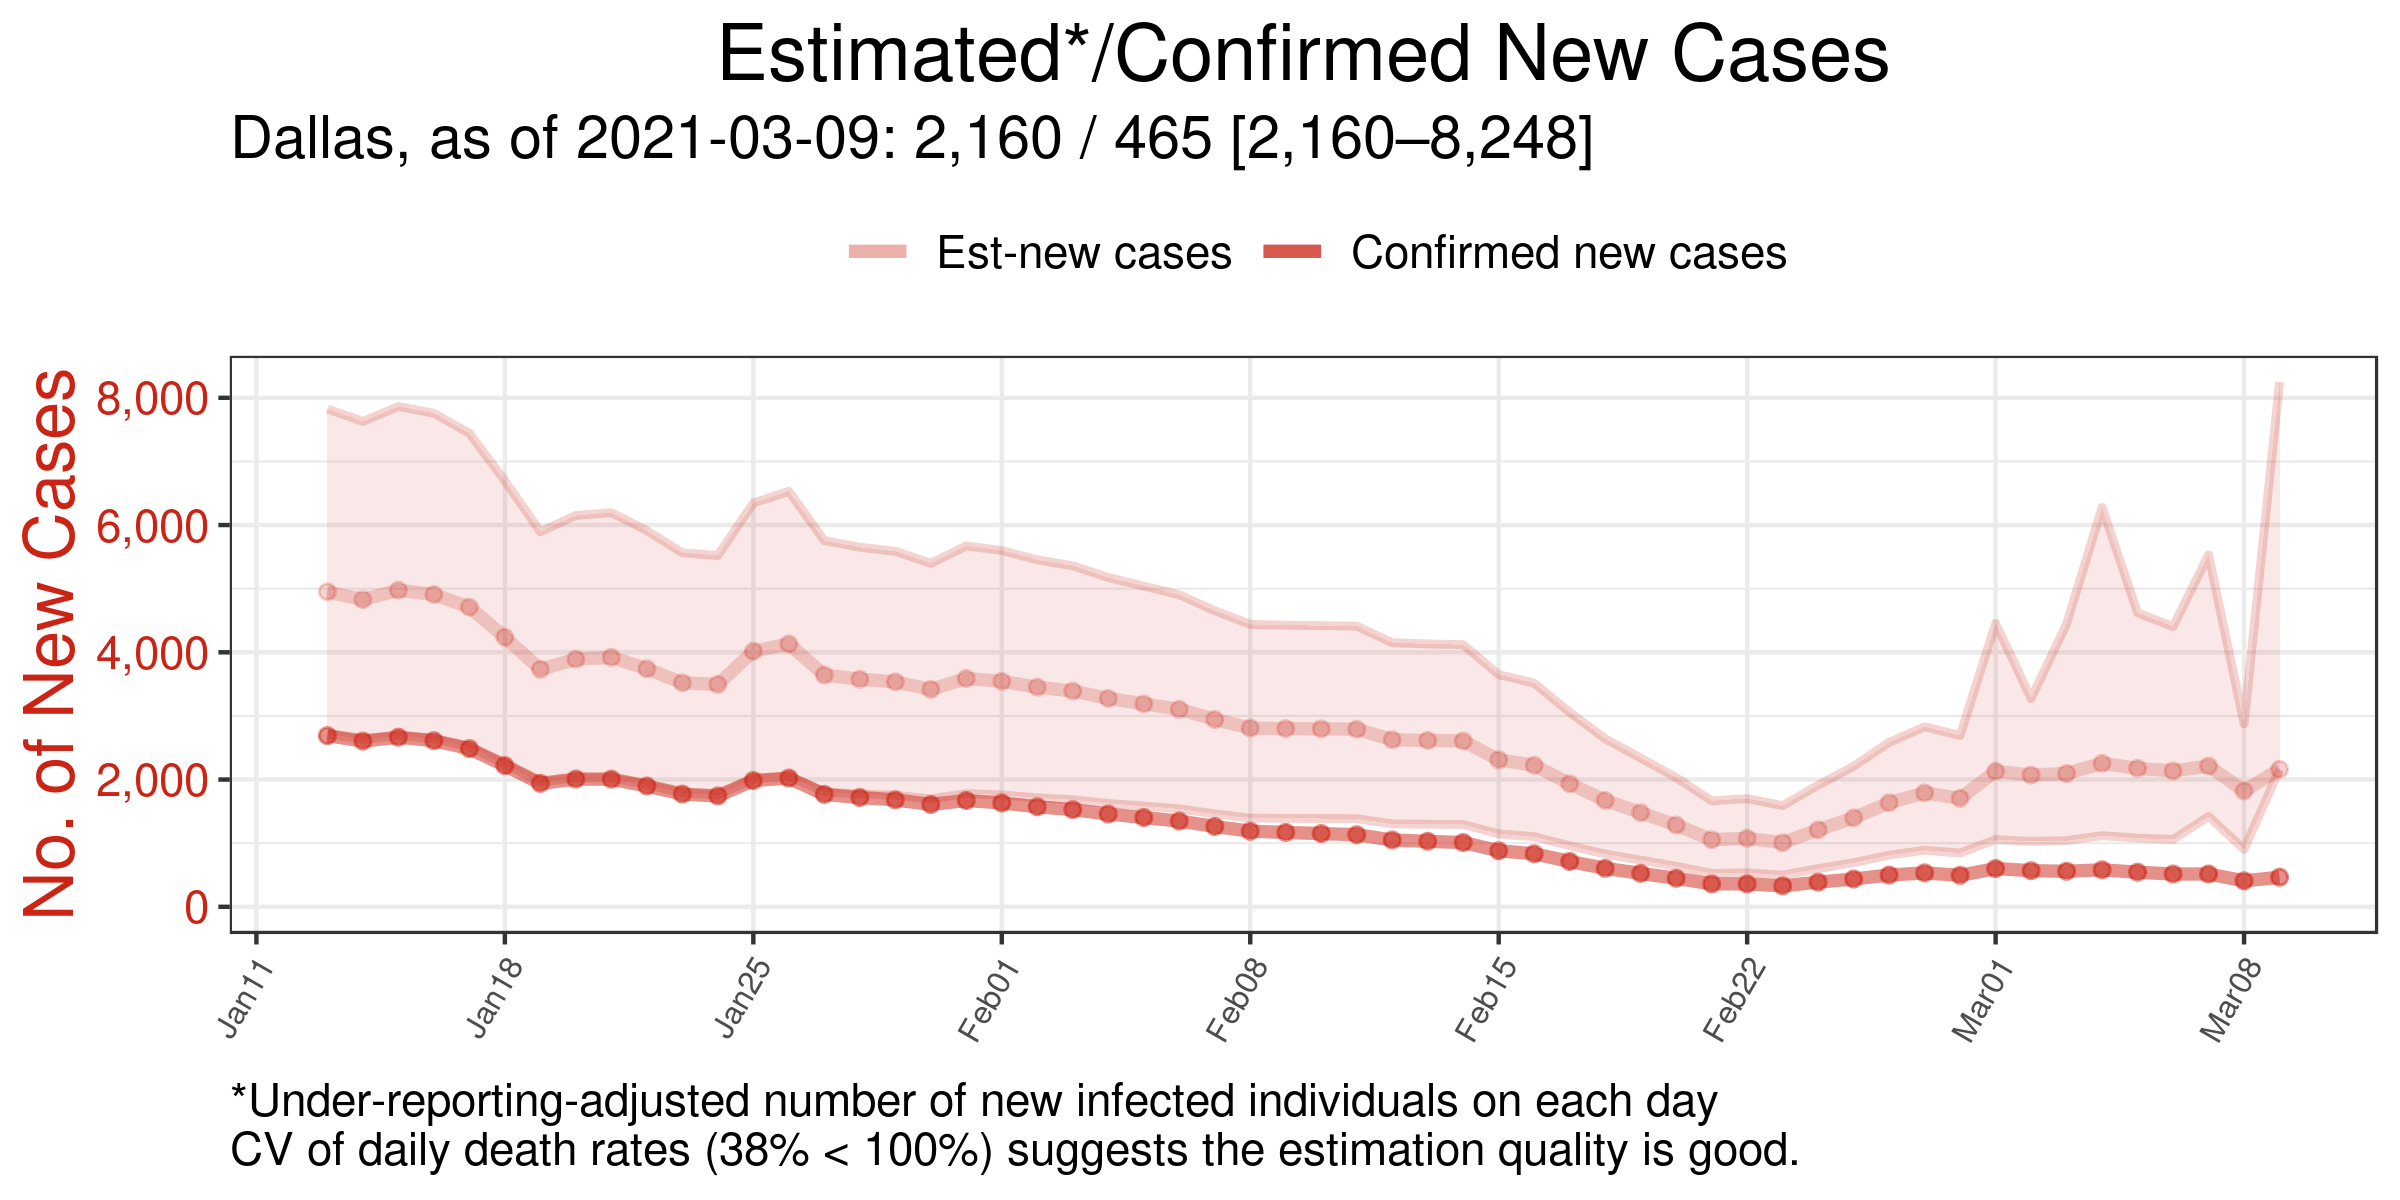 Estimated*/Confirmed New Cases
Dallas, as of 2021-03-09: 2,160 / 465 [2,160–8,248]
Est-new cases
Confirmed new cases
No. of New Cases
8,000
6,000
4,000
2,000
0
Jan11
Jan18
Jan25
Feb01
Feb08
Feb15
Feb22
Mar01
Mar08
*Under-reporting-adjusted number of new infected individuals on each day
CV of daily death rates (38% < 100%) suggests the estimation quality is good.